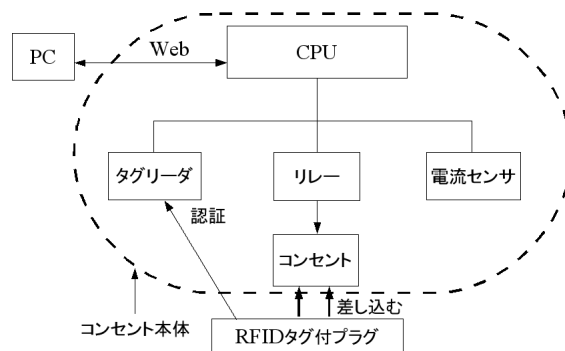 Web
CPU
PC
タグリーダ
リレー
電流センサ
認証
コンセント
差し込む
コンセント本体
RFIDタグ付プラグ